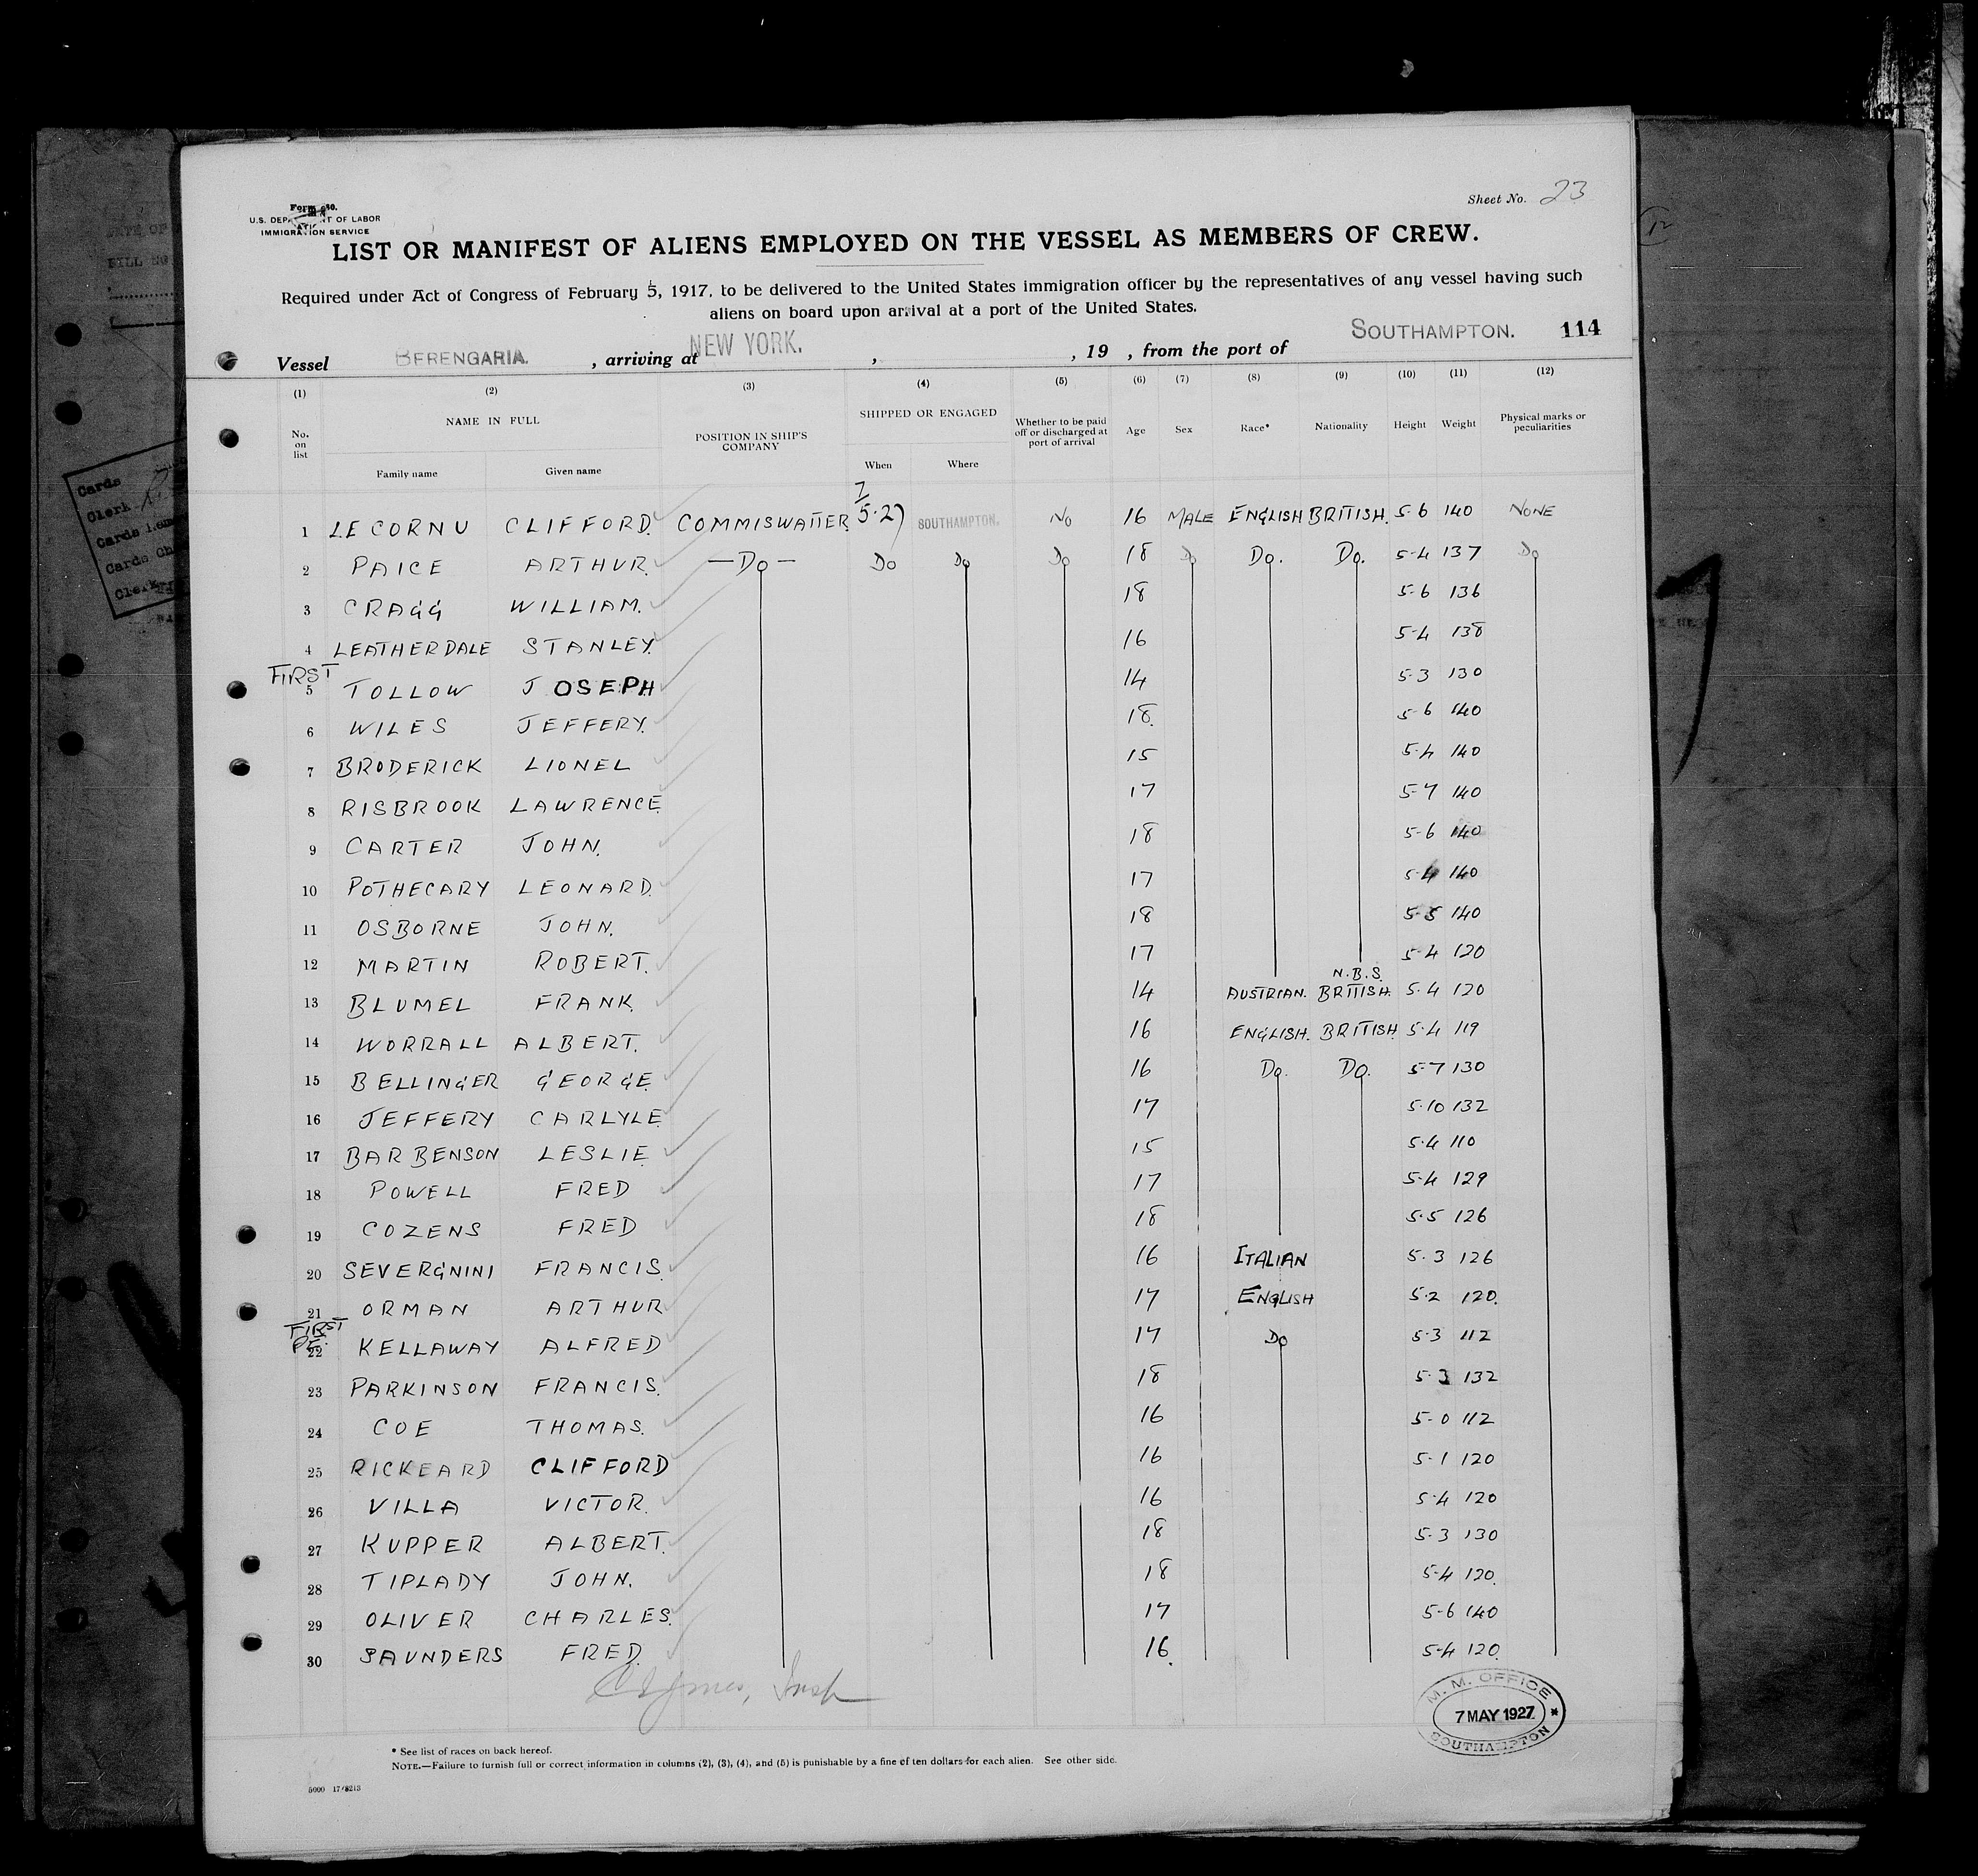 Sheet No. 23
U.S. DEPARTMENT OF LABOR
IMMIGRATION SERVICE
LIST OR MANIFEST OF ALIENS EMPLOYED ON THE VESSEL AS MEMBERS OF CREW.
Required under Act of Congress of February 5, 1917, to be delivered to the United States immigration officer by the representatives of any vessel having such
aliens on board upon arrival at a port of the United States.
Vessel BERENGARIA. , arriving at NEW YORK. , , 19 , from the port of SOUTHAMPTON. 114
(1) (2) (3) (4) (5) (6) (7) (8) (9) (10) (11) (12)
No. on list NAME IN FULL POSITION IN SHIP'S COMPANY SHIPPED OR ENGAGED Whether to be paid off or discharged at port of arrival Age Sex Race* Nationality Height Weight Physical marks or peculiarities
Family name Given name When Where
1 LE CORNU CLIFFORD. COMMISWAITER 7/5.27 SOUTHAMPTON. NO 16 MALE ENGLISH BRITISH. 5-6 140 NONE
2 PAICE ARTHUR. —DO— DO DO DO 18 DO DO. DO. 5-4 137 DO
3 CRAGG WILLIAM. 18 5-6 136
4 LEATHERDALE STANLEY. 16 5-4 138
FIRST
5 TOLLOW JOSEPH 14 5-3 130
6 WILES JEFFERY. 18. 5-6 140
7 BRODERICK LIONEL 15 5-4 140
8 RISBROOK LAWRENCE 17 5-7 140
9 CARTER JOHN. 18 5-6 140
10 POTHECARY LEONARD. 17 5-4 140
11 OSBORNE JOHN. 18 5-5 140
12 MARTIN ROBERT. 17 5-4 120
N.B.S.
13 BLUMEL FRANK. 14 AUSTRIAN. BRITISH. 5.4 120
14 WORRALL ALBERT. 16 ENGLISH. BRITISH. 5.4 119
15 BELLINGER GEORGE. 16 DO. DO. 5-7 130
16 JEFFERY CARLYLE 17 5.10 132
17 BARBENSON LESLIE 15 5.4 110
18 POWELL FRED 17 5.4 129
19 COZENS FRED 18 5.5 126
20 SEVERGNINI FRANCIS. 16 ITALIAN 5.3 126
21 ORMAN ARTHUR 17 ENGLISH 5.2 120.
FIRST
22 KELLAWAY ALFRED 17 DO 5.3 112
23 PARKINSON FRANCIS. 18 5.3 132
24 COE THOMAS. 16 5-0 112
25 RICKEARD CLIFFORD 16 5-1 120
26 VILLA VICTOR. 16 5.4 120
27 KUPPER ALBERT. 18 5-3 130
28 TIPLADY JOHN. 18 5-4 120.
29 OLIVER CHARLES. 17 5-6 140
30 SAUNDERS FRED. 16. 5-4 120.
M. M. OFFICE
7 MAY 1927
SOUTHAMPTON
* See list of races on back hereof.
NOTE.—Failure to furnish full or correct information in columns (2), (3), (4), and (5) is punishable by a fine of ten dollars for each alien. See other side.
5000 17/8213
Cards
Clerk